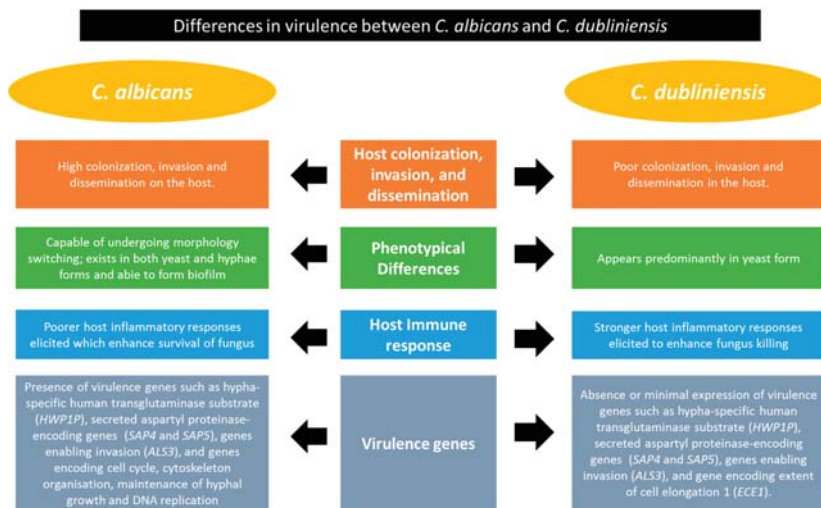 Differences in virulence between C. albicans and C. dubliniensis
C. albicans
C. dubliniensis
High colonization, invasion and
dissemination on the host.
Host colonization,
invasion, and
dissemination
Poor colonization, invasion and
dissemination in the host.
Capable of undergoing morphology
switching; exists in both yeast and hyphae
forms and able to form biofilm
Phenotypical
Differences
Appears predominantly in yeast form
Poorer host inflammatory responses
elicited which enhance survival of fungus
Host Immune
response
Stronger host inflammatory responses
elicited to enhance fungus killing
Presence of virulence genes such as hypha-
specific human transglutaminase substrate
(HWP1P), secreted aspartyl proteinase-
encoding genes (SAP4 and SAP5), genes
enabling invasion (ALS3), and genes
encoding cell cycle, cytoskeleton
organisation, maintenance of hyphal
growth and DNA replication
Virulence genes
Absence or minimal expression of virulence
genes such as hypha-specific human
transglutaminase substrate (HWP1P),
secreted aspartyl proteinase-encoding
genes (SAP4 and SAP5), genes enabling
invasion (ALS3), and gene encoding extent
of cell elongation 1 (ECE1).